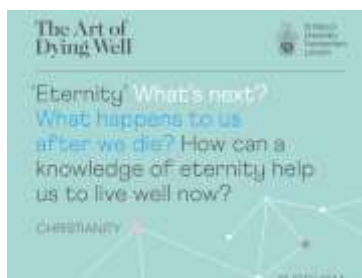 The Art of
Dying Well
'Eternity' What's next?
What happens to us
after we die? How can a
knowledge of eternity help
us to live well now?
CHRISTIANITY